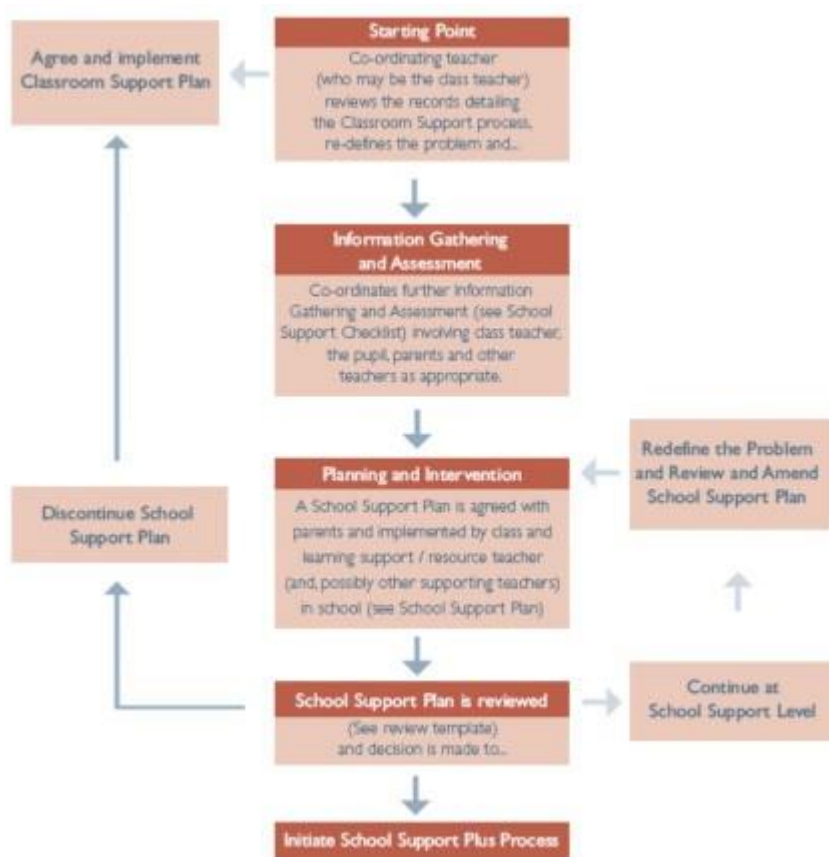 Starting Point
Co-ordinating teacher
(who may be the class teacher)
reviews the records detailing
the Classroom Support process,
re-defines the problem and...
Agree and implement
Classroom Support Plan
Information Gathering
and Assessment
Co-ordinates further Information
Gathering and Assessment (see School
Support Checklist) involving class teacher,
the pupil, parents and other
teachers as appropriate.
Planning and Intervention
A School Support Plan is agreed with
parents and implemented by class and
learning support / resource teacher
(and, possibly other supporting teachers)
in school (see School Support Plan)
Redefine the Problem
and Review and Amend
School Support Plan
Discontinue School
Support Plan
School Support Plan is reviewed
(See review template)
and decision is made to...
Continue at
School Support Level
Initiate School Support Plus Process